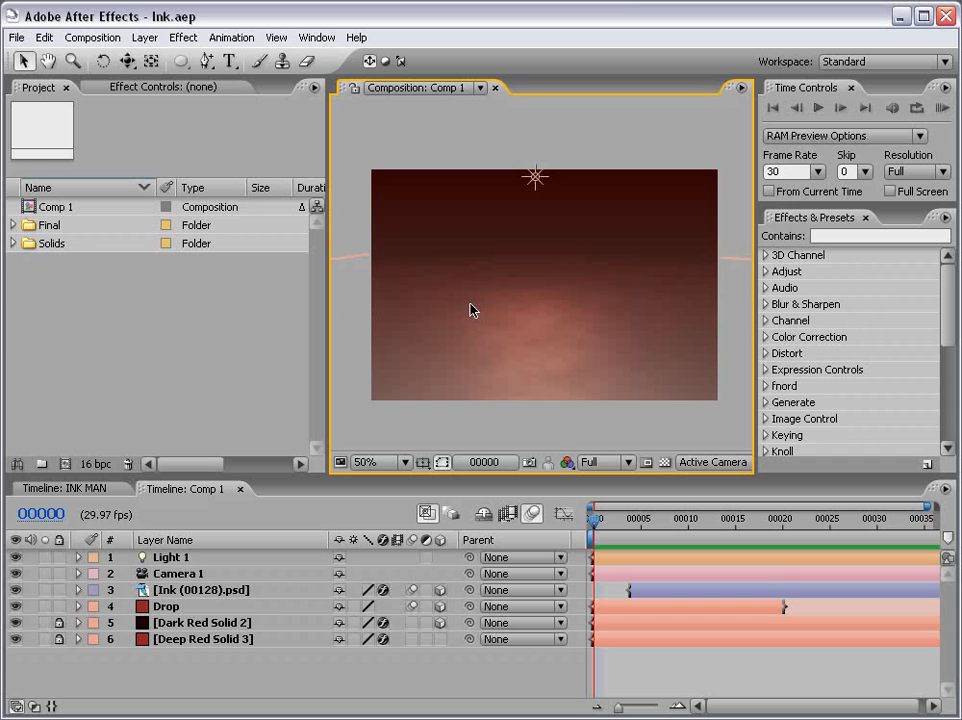 Adobe After Effects - Ink.aep
File Edit Composition Layer Effect Animation View Window Help
Workspace: Standard
Project Effect Controls: (none)
Composition: Comp 1
Time Controls
RAM Preview Options
Frame Rate Skip Resolution
30 0 Full
From Current Time Full Screen
Name Type Size Durati
Comp 1 Composition
Final Folder
Solids Folder
Effects & Presets
Contains:
3D Channel
Adjust
Audio
Blur & Sharpen
Channel
Color Correction
Distort
Expression Controls
fnord
Generate
Image Control
Keying
Knoll
16 bpc
50% 00000 Full Active Camera
Timeline: INK MAN Timeline: Comp 1
00000 (29.97 fps)
00005 00010 00015 00020 00025 00030 00035
# Layer Name Parent
1 Light 1 None
2 Camera 1 None
3 [Ink (00128).psd] None
4 Drop None
5 [Dark Red Solid 2] None
6 [Deep Red Solid 3] None